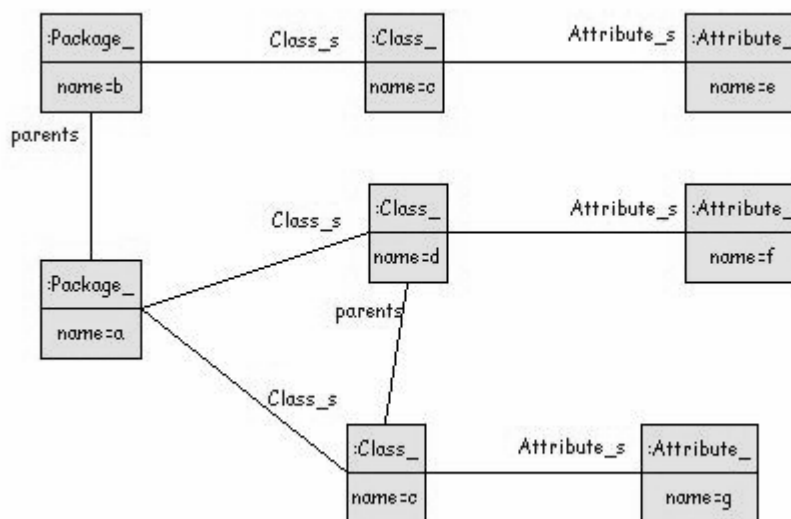 :Package_
name=b
Class_s
:Class_
name=c
Attribute_s
:Attribute_
name=e
parents
:Package_
name=a
Class_s
:Class_
name=d
Attribute_s
:Attribute_
name=f
parents
Class_s
:Class_
name=c
Attribute_s
:Attribute_
name=g